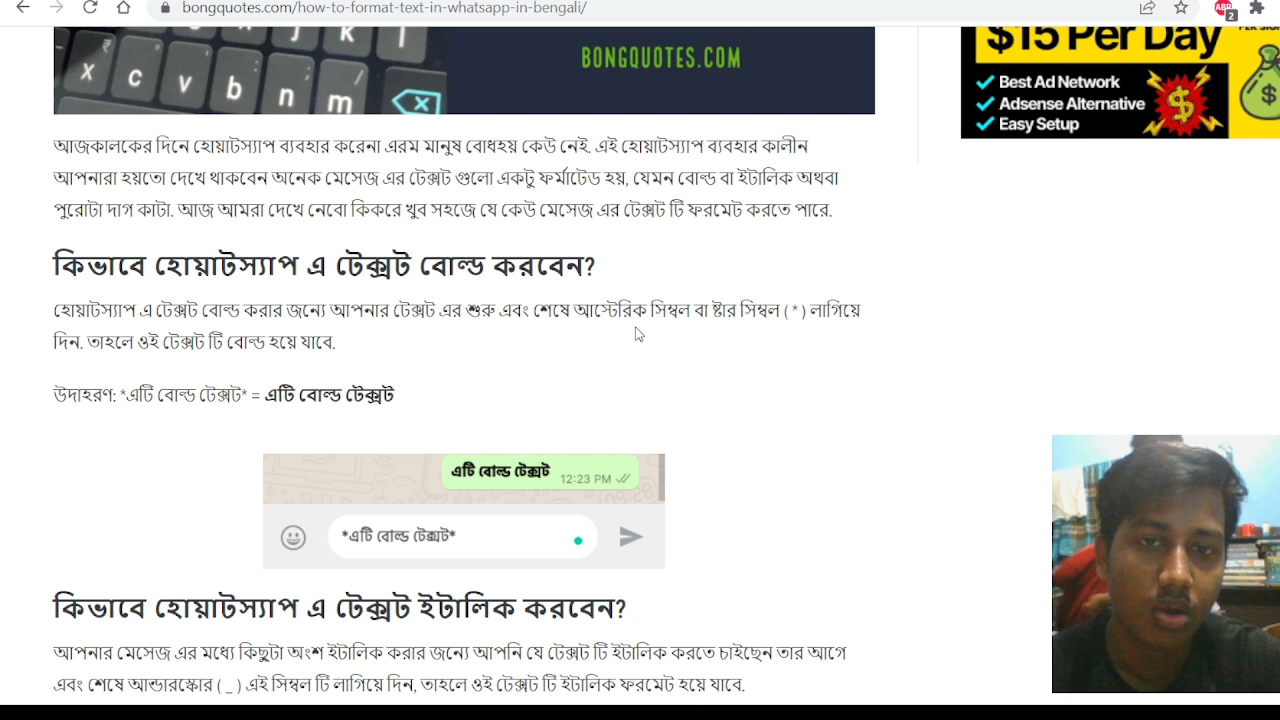 bongquotes.com/how-to-format-text-in-whatsapp-in-bengali/
ABP
2
j k l
x c v b n m
BONGQUOTES.COM
$15 Per Day
Best Ad Network
Adsense Alternative
Easy Setup
আজকালকের দিনে হোয়াটস্যাপ ব্যবহার করেনা এরম মানুষ বোধহয় কেউ নেই. এই হোয়াটস্যাপ ব্যবহার কালীন
আপনারা হয়তো দেখে থাকবেন অনেক মেসেজ এর টেক্সট গুলো একটু ফর্মাটেড হয়, যেমন বোল্ড বা ইটালিক অথবা
পুরোটা দাগ কাটা. আজ আমরা দেখে নেবো কিকরে খুব সহজে যে কেউ মেসেজ এর টেক্সট টি ফরমেট করতে পারে.
কিভাবে হোয়াটস্যাপ এ টেক্সট বোল্ড করবেন?
হোয়াটস্যাপ এ টেক্সট বোল্ড করার জন্যে আপনার টেক্সট এর শুরু এবং শেষে আস্টেরিক সিম্বল বা ষ্টার সিম্বল ( * ) লাগিয়ে
দিন. তাহলে ওই টেক্সট টি বোল্ড হয়ে যাবে.
উদাহরণ: *এটি বোল্ড টেক্সট* = এটি বোল্ড টেক্সট
এটি বোল্ড টেক্সট 12:23 PM
*এটি বোল্ড টেক্সট*
কিভাবে হোয়াটস্যাপ এ টেক্সট ইটালিক করবেন?
আপনার মেসেজ এর মধ্যে কিছুটা অংশ ইটালিক করার জন্যে আপনি যে টেক্সট টি ইটালিক করতে চাইছেন তার আগে
এবং শেষে আন্ডারস্কোর ( _ ) এই সিম্বল টি লাগিয়ে দিন, তাহলে ওই টেক্সট টি ইটালিক ফরমেট হয়ে যাবে.